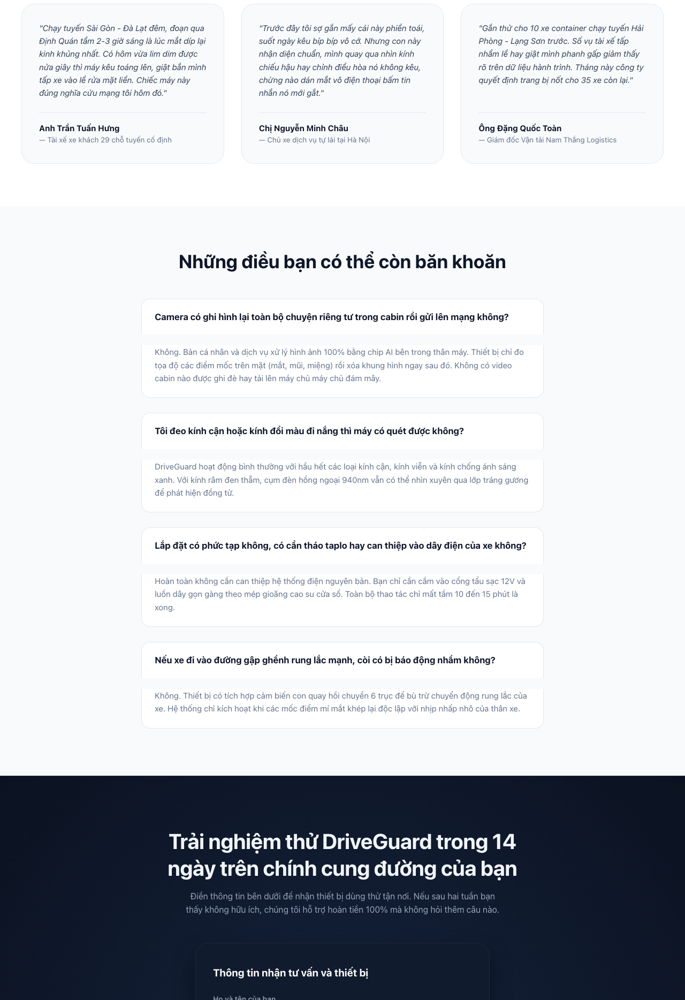 "Chạy tuyến Sài Gòn - Đà Lạt đêm, đoạn qua
Định Quán tầm 2-3 giờ sáng là lúc mắt díp lại
kinh khủng nhất. Có hôm vừa lim dim được
nửa giây thì máy kêu toáng lên, giật bắn mình
tấp xe vào lề rửa mặt liền. Chiếc máy này
đúng nghĩa cứu mạng tôi hôm đó."
Anh Trần Tuấn Hưng
— Tài xế xe khách 29 chỗ tuyến cố định
"Trước đây tôi sợ gắn mấy cái này phiền toái,
suốt ngày kêu bíp bíp vô cớ. Nhưng con này
nhận diện chuẩn, mình quay qua nhìn kính
chiếu hậu hay chỉnh điều hòa nó không kêu,
chừng nào dán mắt vô điện thoại bấm tin
nhắn nó mới gắt."
Chị Nguyễn Minh Châu
— Chủ xe dịch vụ tự lái tại Hà Nội
"Gắn thử cho 10 xe container chạy tuyến Hải
Phòng - Lạng Sơn trước. Số vụ tài xế tấp
nhầm lề hay giật mình phanh gấp giảm thấy
rõ trên dữ liệu hành trình. Tháng này công ty
quyết định trang bị nốt cho 35 xe còn lại."
Ông Đặng Quốc Toàn
— Giám đốc Vận tải Nam Thắng Logistics
Những điều bạn có thể còn băn khoăn
Camera có ghi hình lại toàn bộ chuyện riêng tư trong cabin rồi gửi lên mạng không?
Không. Bản cá nhân và dịch vụ xử lý hình ảnh 100% bằng chip AI bên trong thân máy. Thiết bị chỉ đo
tọa độ các điểm mốc trên mặt (mắt, mũi, miệng) rồi xóa khung hình ngay sau đó. Không có video
cabin nào được ghi đè hay tải lên máy chủ máy chủ đám mây.
Tôi đeo kính cận hoặc kính đổi màu đi nắng thì máy có quét được không?
DriveGuard hoạt động bình thường với hầu hết các loại kính cận, kính viễn và kính chống ánh sáng
xanh. Với kính râm đen thẫm, cụm đèn hồng ngoại 940nm vẫn có thể nhìn xuyên qua lớp tráng gương
để phát hiện đồng tử.
Lắp đặt có phức tạp không, có cần tháo taplo hay can thiệp vào dây điện của xe không?
Hoàn toàn không cần can thiệp hệ thống điện nguyên bản. Bạn chỉ cần cắm vào cổng tẩu sạc 12V và
luồn dây gọn gàng theo mép gioăng cao su cửa sổ. Toàn bộ thao tác chỉ mất tầm 10 đến 15 phút là
xong.
Nếu xe đi vào đường gập ghềnh rung lắc mạnh, còi có bị báo động nhầm không?
Không. Thiết bị có tích hợp cảm biến con quay hồi chuyển 6 trục để bù trừ chuyển động rung lắc của
xe. Hệ thống chỉ kích hoạt khi các mốc điểm mí mắt khép lại độc lập với nhịp nhấp nhô của thân xe.
Trải nghiệm thử DriveGuard trong 14
ngày trên chính cung đường của bạn
Điền thông tin bên dưới để nhận thiết bị dùng thử tận nơi. Nếu sau hai tuần bạn
thấy không hữu ích, chúng tôi hỗ trợ hoàn tiền 100% mà không hỏi thêm câu nào.
Thông tin nhận tư vấn và thiết bị
Họ và tên của bạn